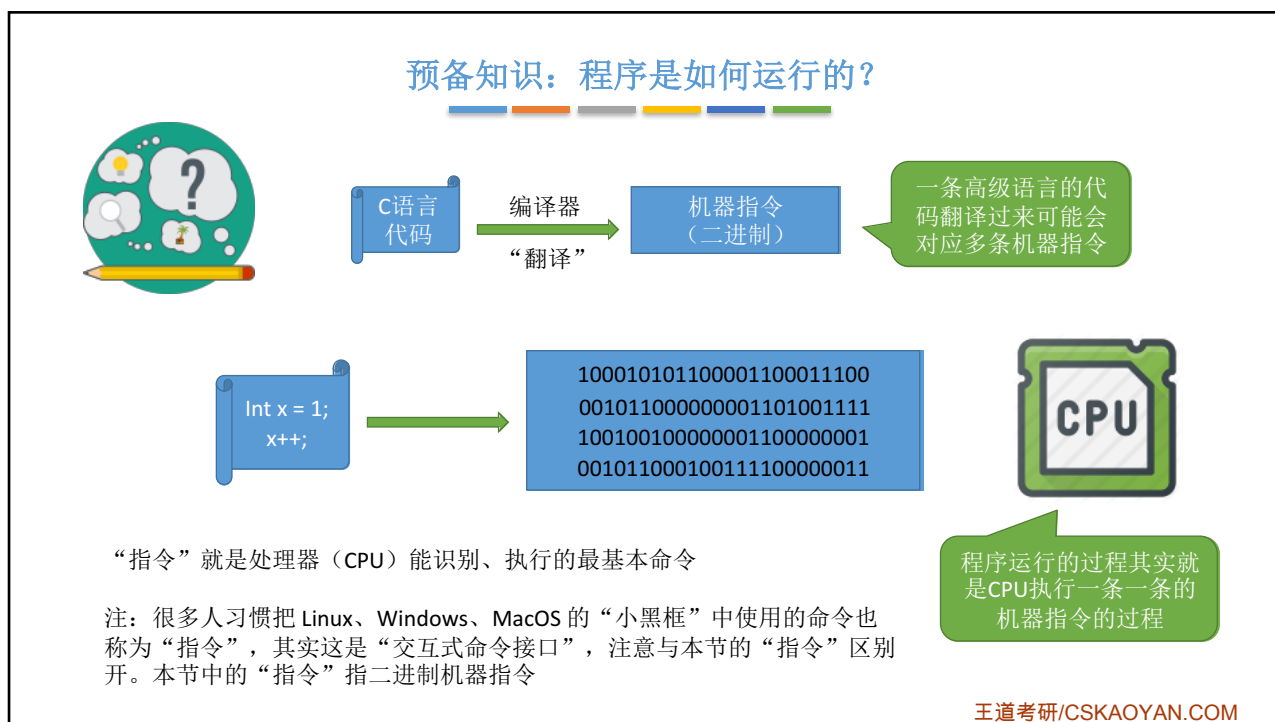 预备知识：程序是如何运行的？
C语言
代码
编译器
“翻译”
机器指令
（二进制）
一条高级语言的代
码翻译过来可能会
对应多条机器指令
?
Int x = 1;
x++;
100010101100001100011100
001011000000001101001111
100100100000001100000001
001011000100111100000011
CPU
“指令”就是处理器（CPU）能识别、执行的最基本命令
程序运行的过程其实就
是CPU执行一条一条的
机器指令的过程
注：很多人习惯把 Linux、Windows、MacOS 的“小黑框”中使用的命令也
称为“指令”，其实这是“交互式命令接口”，注意与本节的“指令”区别
开。本节中的“指令”指二进制机器指令
王道考研/CSKAOYAN.COM